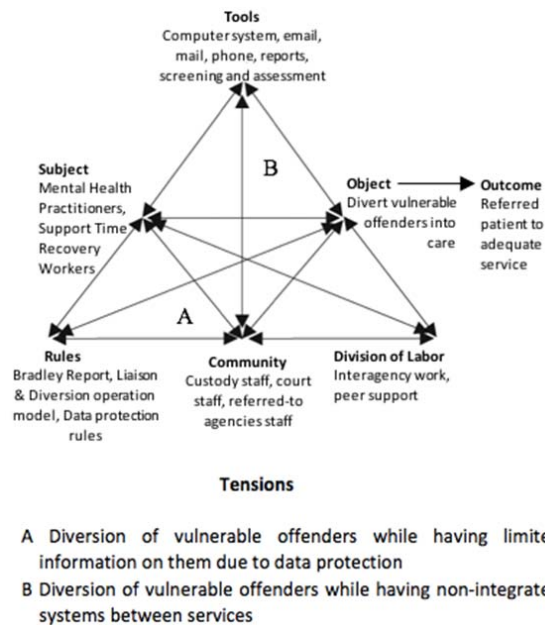 Tools
Computer system, email,
mail, phone, reports,
screening and assessment
B
Subject
Mental Health
Practitioners,
Support Time
Recovery
Workers
Object
Divert vulnerable
offenders into
care
Outcome
Referred
patient to
adequate
service
A
Rules
Bradley Report, Liaison
& Diversion operation
model, Data protection
rules
Community
Custody staff, court
staff, referred-to
agencies staff
Division of Labor
Interagency work,
peer support
Tensions
A Diversion of vulnerable offenders while having limite
information on them due to data protection
B Diversion of vulnerable offenders while having non-integrate
systems between services